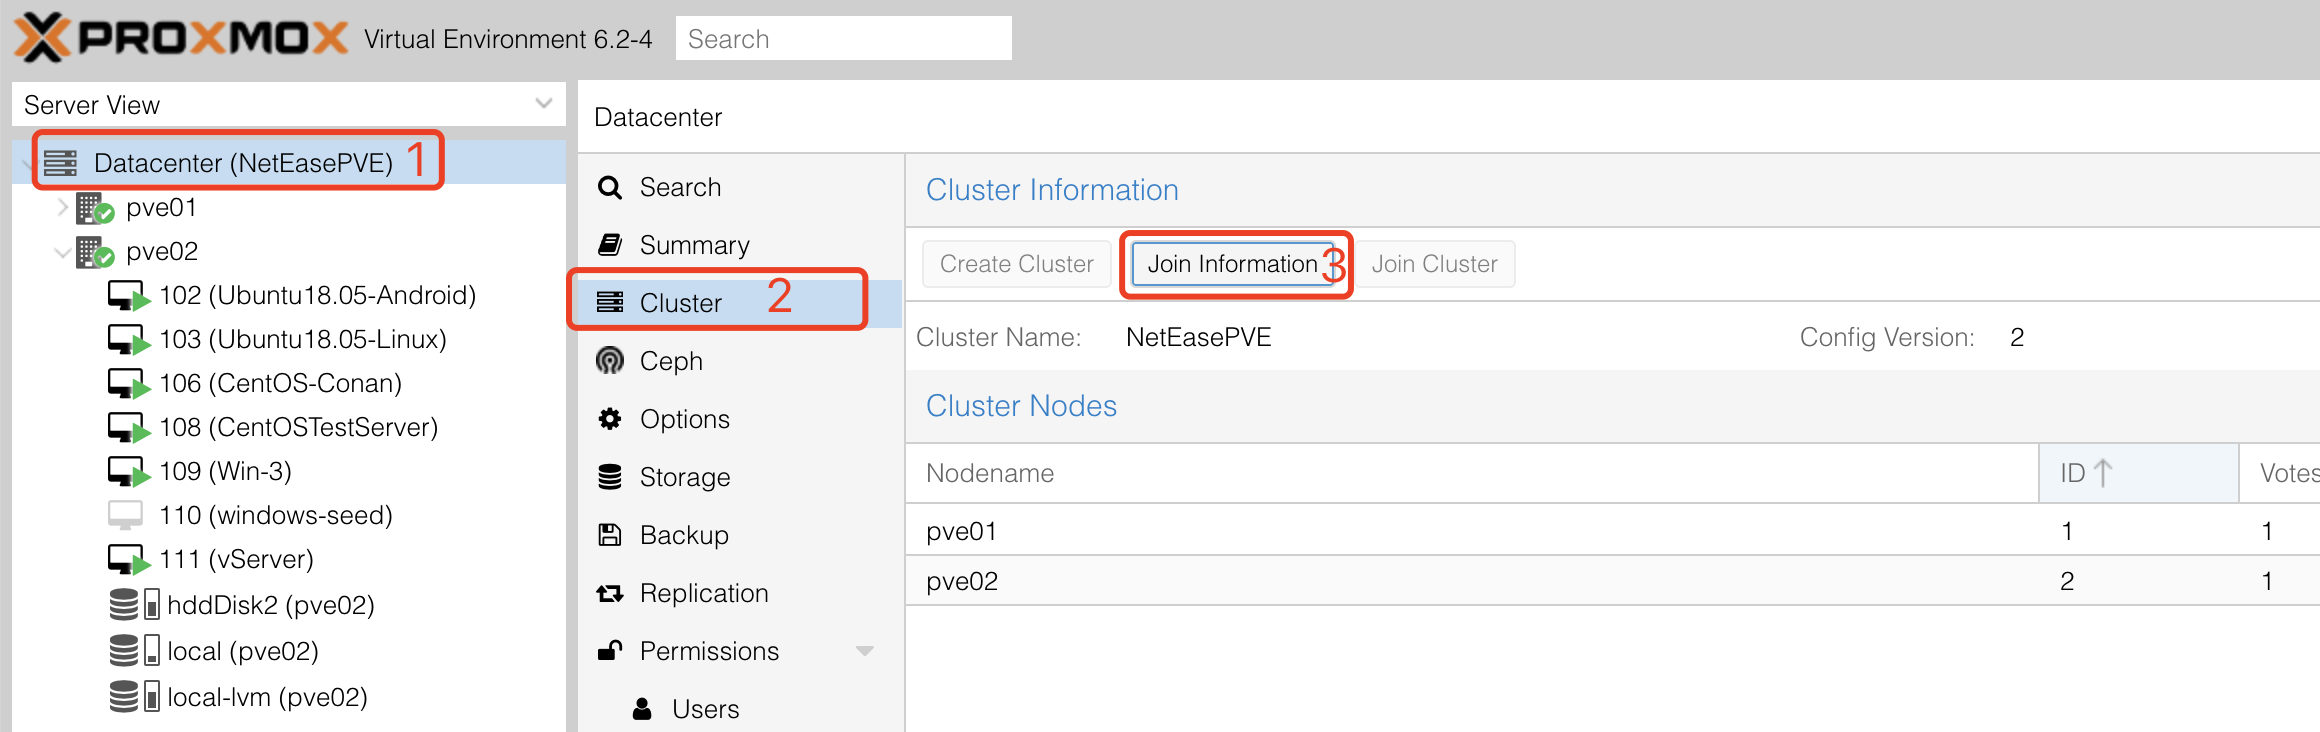 PROXMOX Virtual Environment 6.2-4 Search
Server View
Datacenter (NetEasePVE) 1
pve01
pve02
102 (Ubuntu18.05-Android)
103 (Ubuntu18.05-Linux)
106 (CentOS-Conan)
108 (CentOSTestServer)
109 (Win-3)
110 (windows-seed)
111 (vServer)
hddDisk2 (pve02)
local (pve02)
local-lvm (pve02)
Datacenter
Search
Summary
Cluster 2
Ceph
Options
Storage
Backup
Replication
Permissions
Users
Cluster Information
Create Cluster Join Information 3 Join Cluster
Cluster Name: NetEasePVE Config Version: 2
Cluster Nodes
Nodename ID Votes
pve01 1 1
pve02 2 1